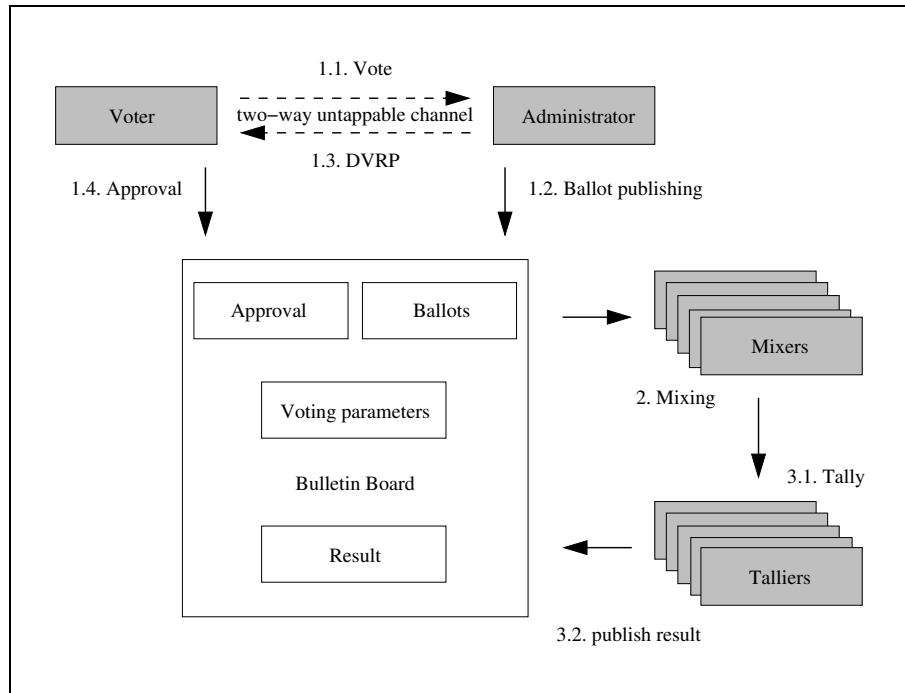 1.1. Vote
Voter
two−way untappable channel
Administrator
1.3. DVRP
1.4. Approval
1.2. Ballot publishing
Approval
Ballots
Mixers
Voting parameters
2. Mixing
Bulletin Board
3.1. Tally
Result
Talliers
3.2. publish result